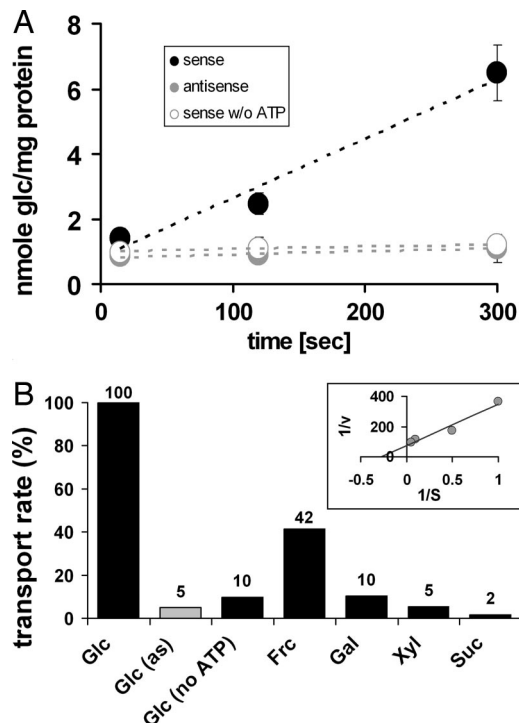 A
nmole glc/mg protein
8
6
4
2
0
sense
antisense
sense w/o ATP
0 100 200 300
time [sec]
B
transport rate (%)
100
80
60
40
20
0
100
5
10
42
10
5
2
Glc
Glc (as)
Glc (no ATP)
Frc
Gal
Xyl
Suc
1/v
400
200
0
-0.5 0 0.5 1
1/S